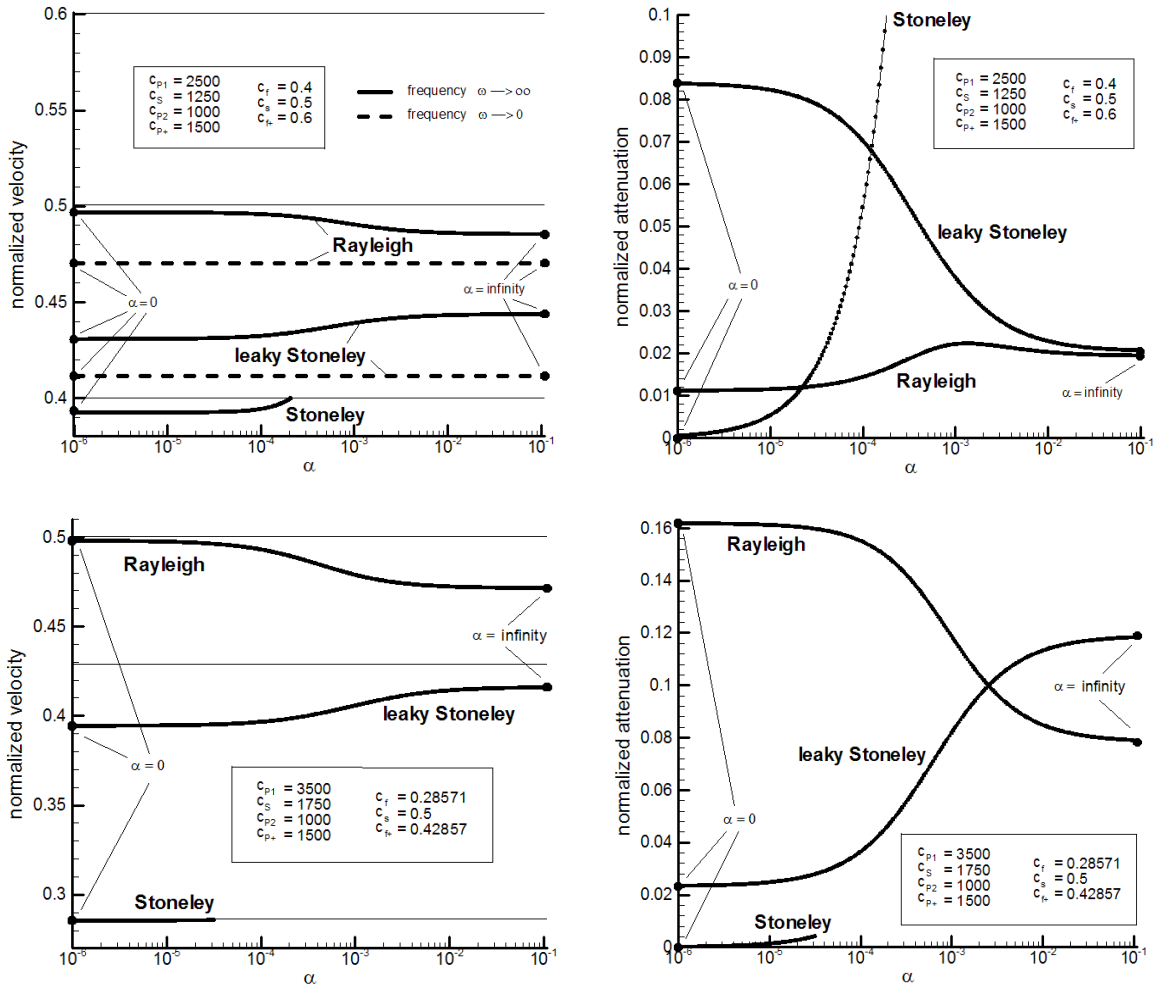 0.6
0.55
0.5
0.45
0.4
normalized velocity
c_P1 = 2500
c_S = 1250
c_P2 = 1000
c_P+ = 1500
c_f = 0.4
c_s = 0.5
c_f+ = 0.6
frequency ω —>∞
frequency ω —>0
Rayleigh
α = 0
α = infinity
leaky Stoneley
Stoneley
10^-6
10^-5
10^-4
10^-3
10^-2
10^-1
α
0.1
0.09
0.08
0.07
0.06
0.05
0.04
0.03
0.02
0.01
0
normalized attenuation
Stoneley
c_P1 = 2500
c_S = 1250
c_P2 = 1000
c_P+ = 1500
c_f = 0.4
c_s = 0.5
c_f+ = 0.6
leaky Stoneley
α = 0
Rayleigh
α = infinity
10^-6
10^-5
10^-4
10^-3
10^-2
10^-1
α
0.5
0.45
0.4
0.35
0.3
normalized velocity
Rayleigh
α = infinity
leaky Stoneley
α = 0
c_P1 = 3500
c_S = 1750
c_P2 = 1000
c_P+ = 1500
c_f = 0.28571
c_s = 0.5
c_f+ = 0.42857
Stoneley
10^-6
10^-5
10^-4
10^-3
10^-2
10^-1
α
0.16
0.14
0.12
0.1
0.08
0.06
0.04
0.02
0
normalized attenuation
Rayleigh
α = infinity
leaky Stoneley
α = 0
c_P1 = 3500
c_S = 1750
c_P2 = 1000
c_P+ = 1500
c_f = 0.28571
c_s = 0.5
c_f+ = 0.42857
Stoneley
10^-6
10^-5
10^-4
10^-3
10^-2
10^-1
α